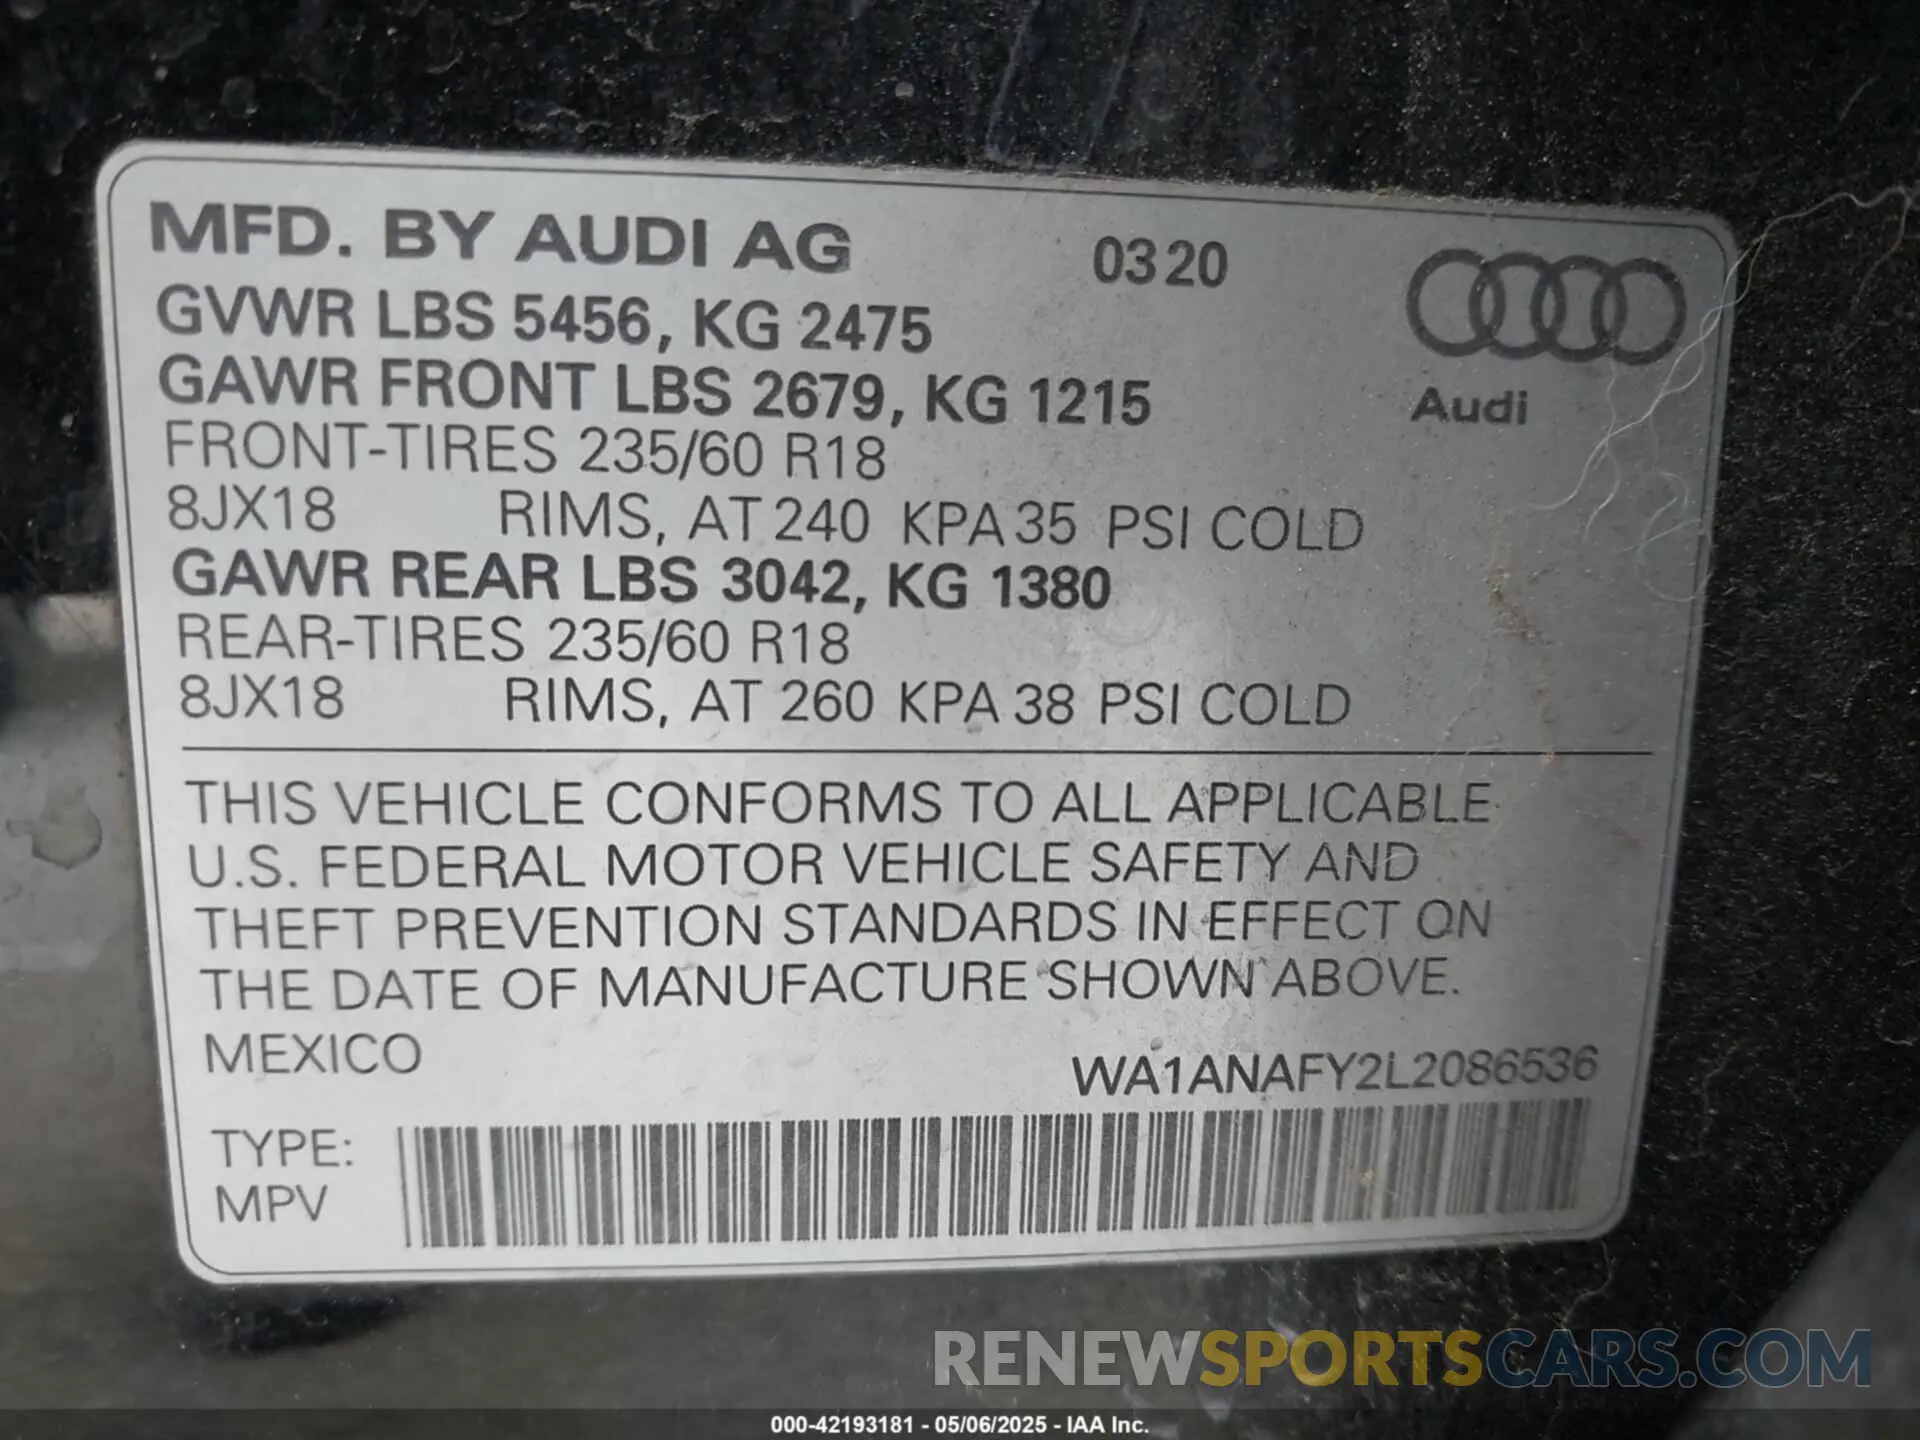 MFD. BY AUDI AG 0320
GVWR LBS 5456, KG 2475
GAWR FRONT LBS 2679, KG 1215
Audi
FRONT-TIRES 235/60 R18
8JX18 RIMS, AT 240 KPA 35 PSI COLD
GAWR REAR LBS 3042, KG 1380
REAR-TIRES 235/60 R18
8JX18 RIMS, AT 260 KPA 38 PSI COLD
THIS VEHICLE CONFORMS TO ALL APPLICABLE
U.S. FEDERAL MOTOR VEHICLE SAFETY AND
THEFT PREVENTION STANDARDS IN EFFECT ON
THE DATE OF MANUFACTURE SHOWN ABOVE.
MEXICO WA1ANAFY2L2086536
TYPE:
MPV
RENEWSPORTSCARS.COM
000-42193181 - 05/06/2025 - IAA Inc.